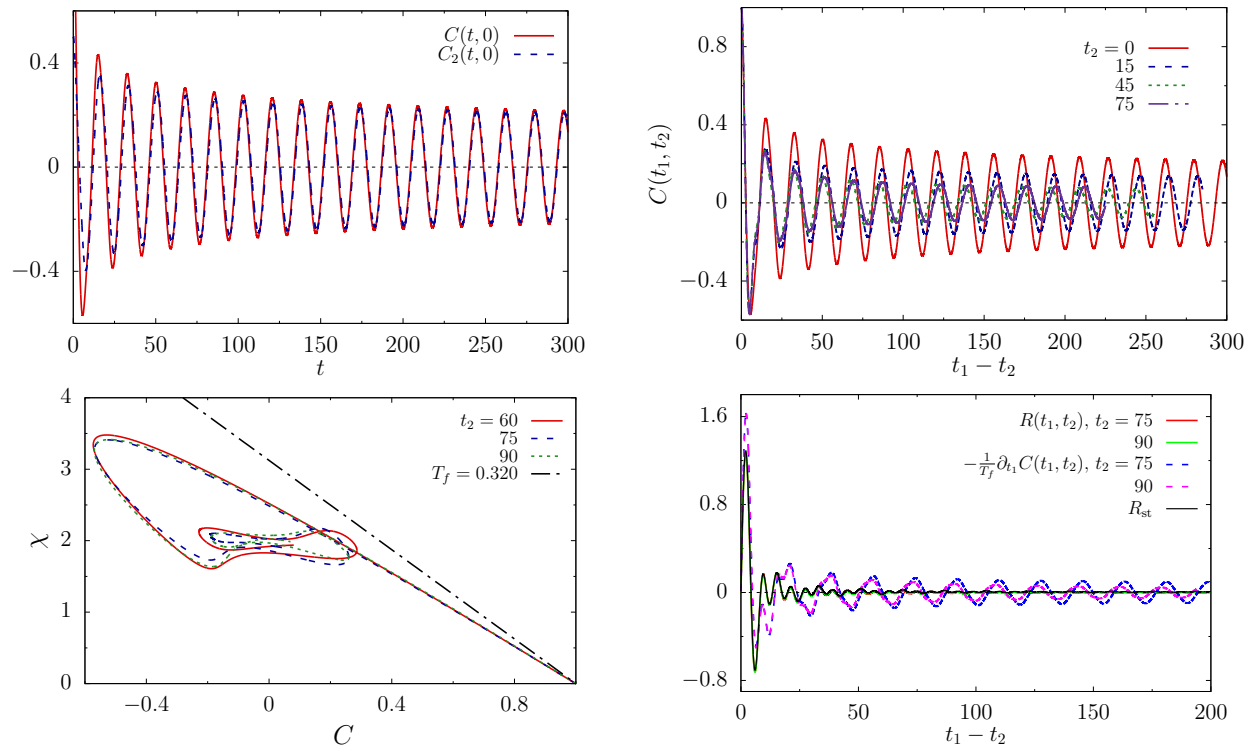 0.4
0
−0.4
0 50 100 150 200 250 300
t
C(t, 0)
C₂(t, 0)
0.8
0.4
0
−0.4
0 50 100 150 200 250 300
t₁ − t₂
C(t₁, t₂)
t₂ = 0
15
45
75
4
3
2
1
0
−0.4 0 0.4 0.8
C
χ
t₂ = 60
75
90
T_f = 0.320
1.6
0.8
0
−0.8
0 50 100 150 200
t₁ − t₂
R(t₁, t₂), t₂ = 75
90
−1/T_f ∂_{t₁}C(t₁, t₂), t₂ = 75
90
R_st